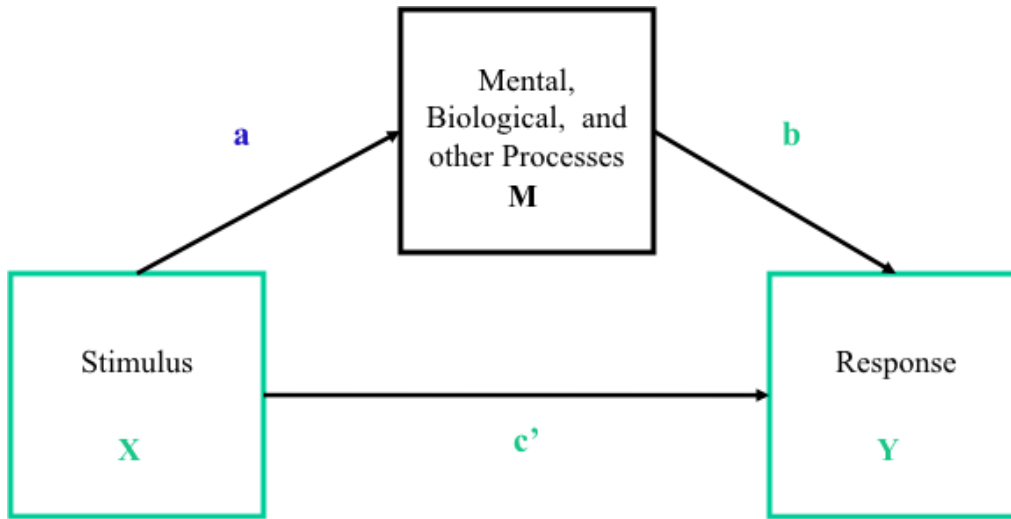 Mental,
Biological, and
other Processes
M
a
b
Stimulus
X
c’
Response
Y